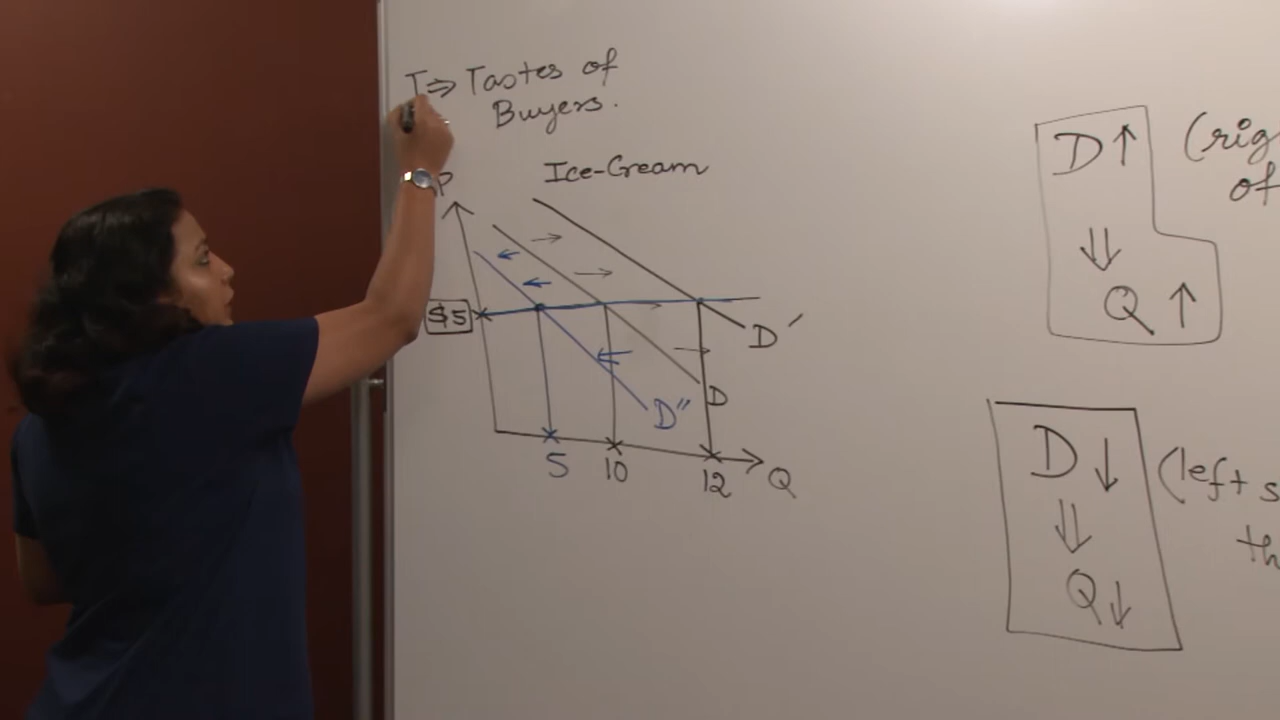 T ⇒ Tastes of
Buyers.
Ice-Cream
P
$5
D′
D
D″
5 10 12 Q
D↑ (rig
of
⇓
Q↑
D↓ (left s
⇓ th
Q↓